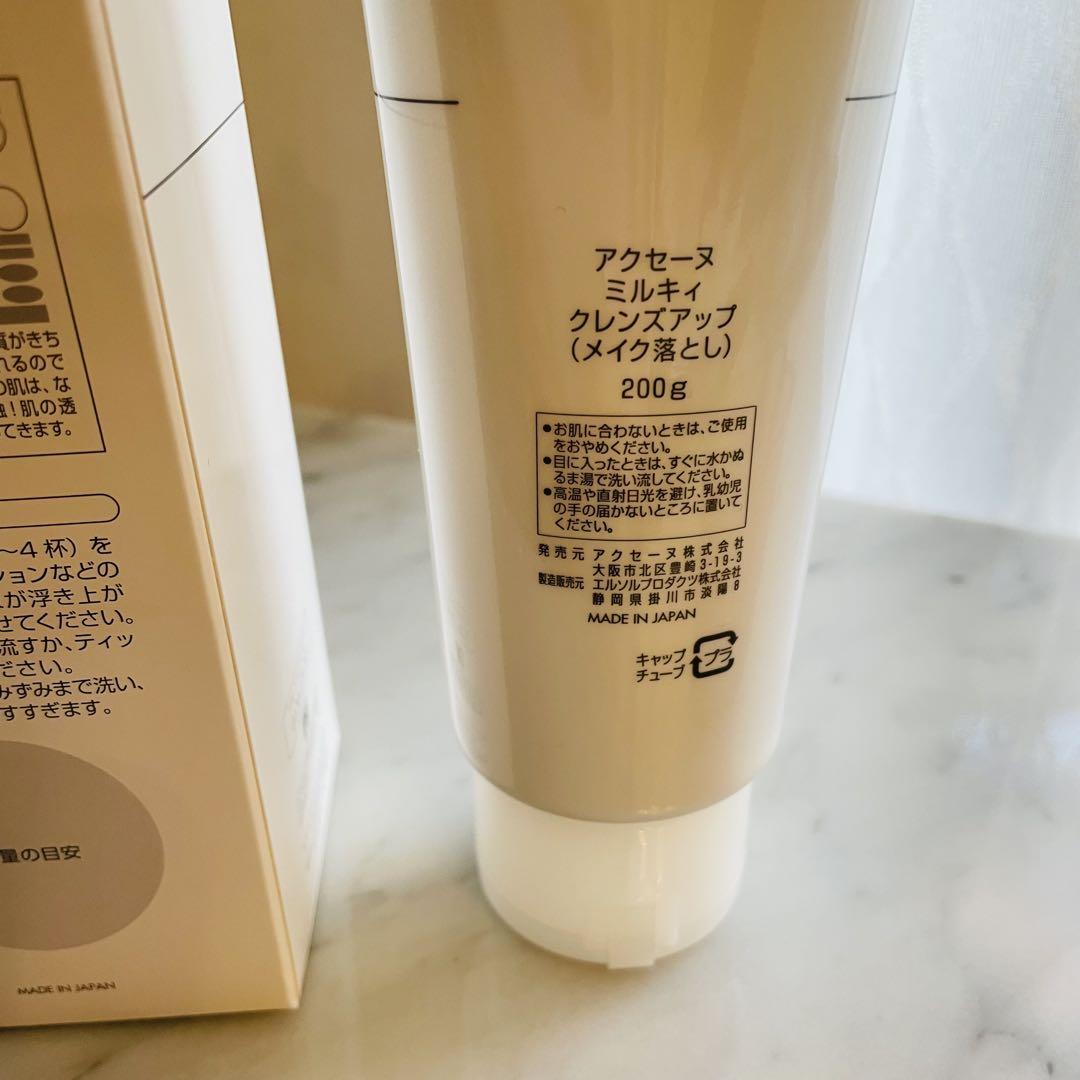 質がきち
れるので
の肌は、な
融！肌の透
てきます。
〜4杯）を
ションなどの
が浮き上が
せてください。
流すか、ティッ
ださい。
みずみまで洗い、
すすぎます。
量の目安
MADE IN JAPAN
アクセーヌ
ミルキィ
クレンズアップ
（メイク落とし）
200g
●お肌に合わないときは、ご使用
をおやめください。
●目に入ったときは、すぐに水かぬ
るま湯で洗い流してください。
●高温や直射日光を避け、乳幼児
の手の届かないところに置いて
ください。
発売元 アクセーヌ株式会社
大阪市北区豊崎3-19-3
製造販売元 エルソルプロダクツ株式会社
静岡県掛川市淡陽8
MADE IN JAPAN
キャップ
チューブ
プラ